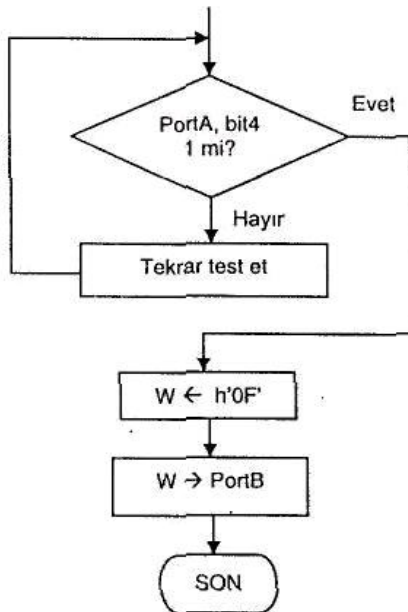 Evet
PortA, bit4
1 mi?
Hayır
Tekrar test et
W ← h'0F'
W → PortB
SON